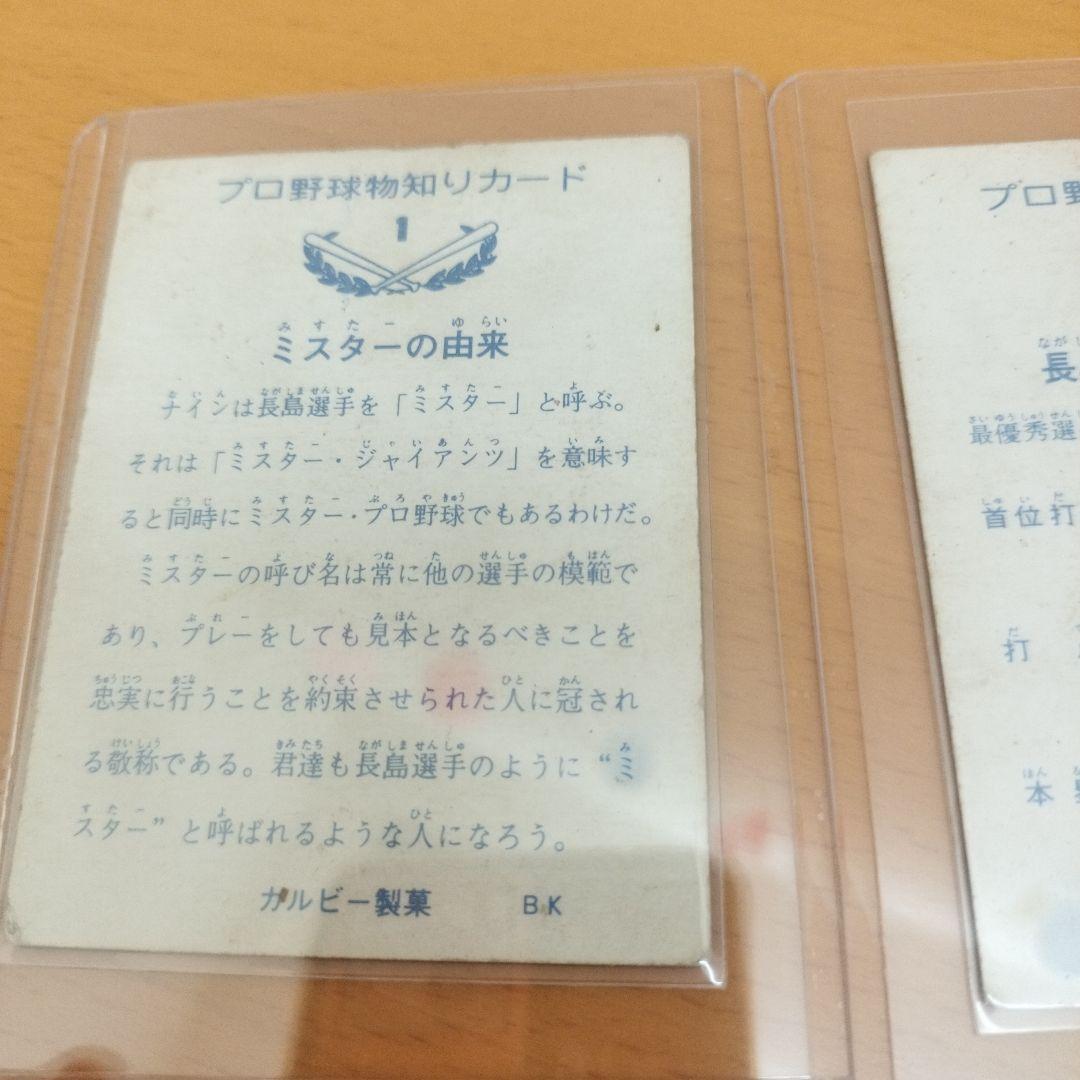 プロ野球物知りカード
1
ミスターの由来
ナインは長島選手を「ミスター」と呼ぶ。
それは「ミスター・ジャイアンツ」を意味す
ると同時にミスター・プロ野球でもあるわけだ。
ミスターの呼び名は常に他の選手の模範で
あり、プレーをしても見本となるべきことを
忠実に行うことを約束させられた人に冠され
る敬称である。君達も長島選手のように“ミ
スター”と呼ばれるような人になろう。
カルビー製菓 BK
プロ野
長
最優秀選
首位打
打
本